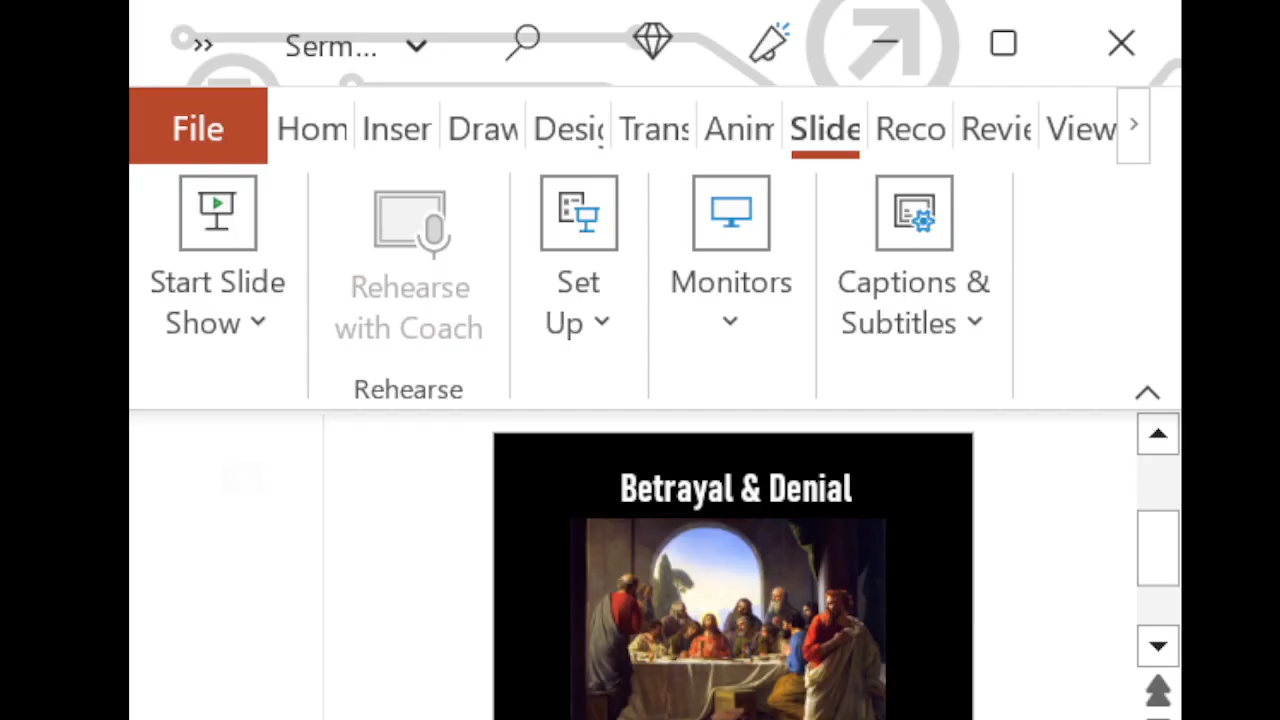 Serm...
File Hom Inser Draw Desig Trans Anim Slide Reco Revie View
Start Slide
Show
Rehearse
with Coach
Set
Up
Monitors
Captions &
Subtitles
Rehearse
Betrayal & Denial